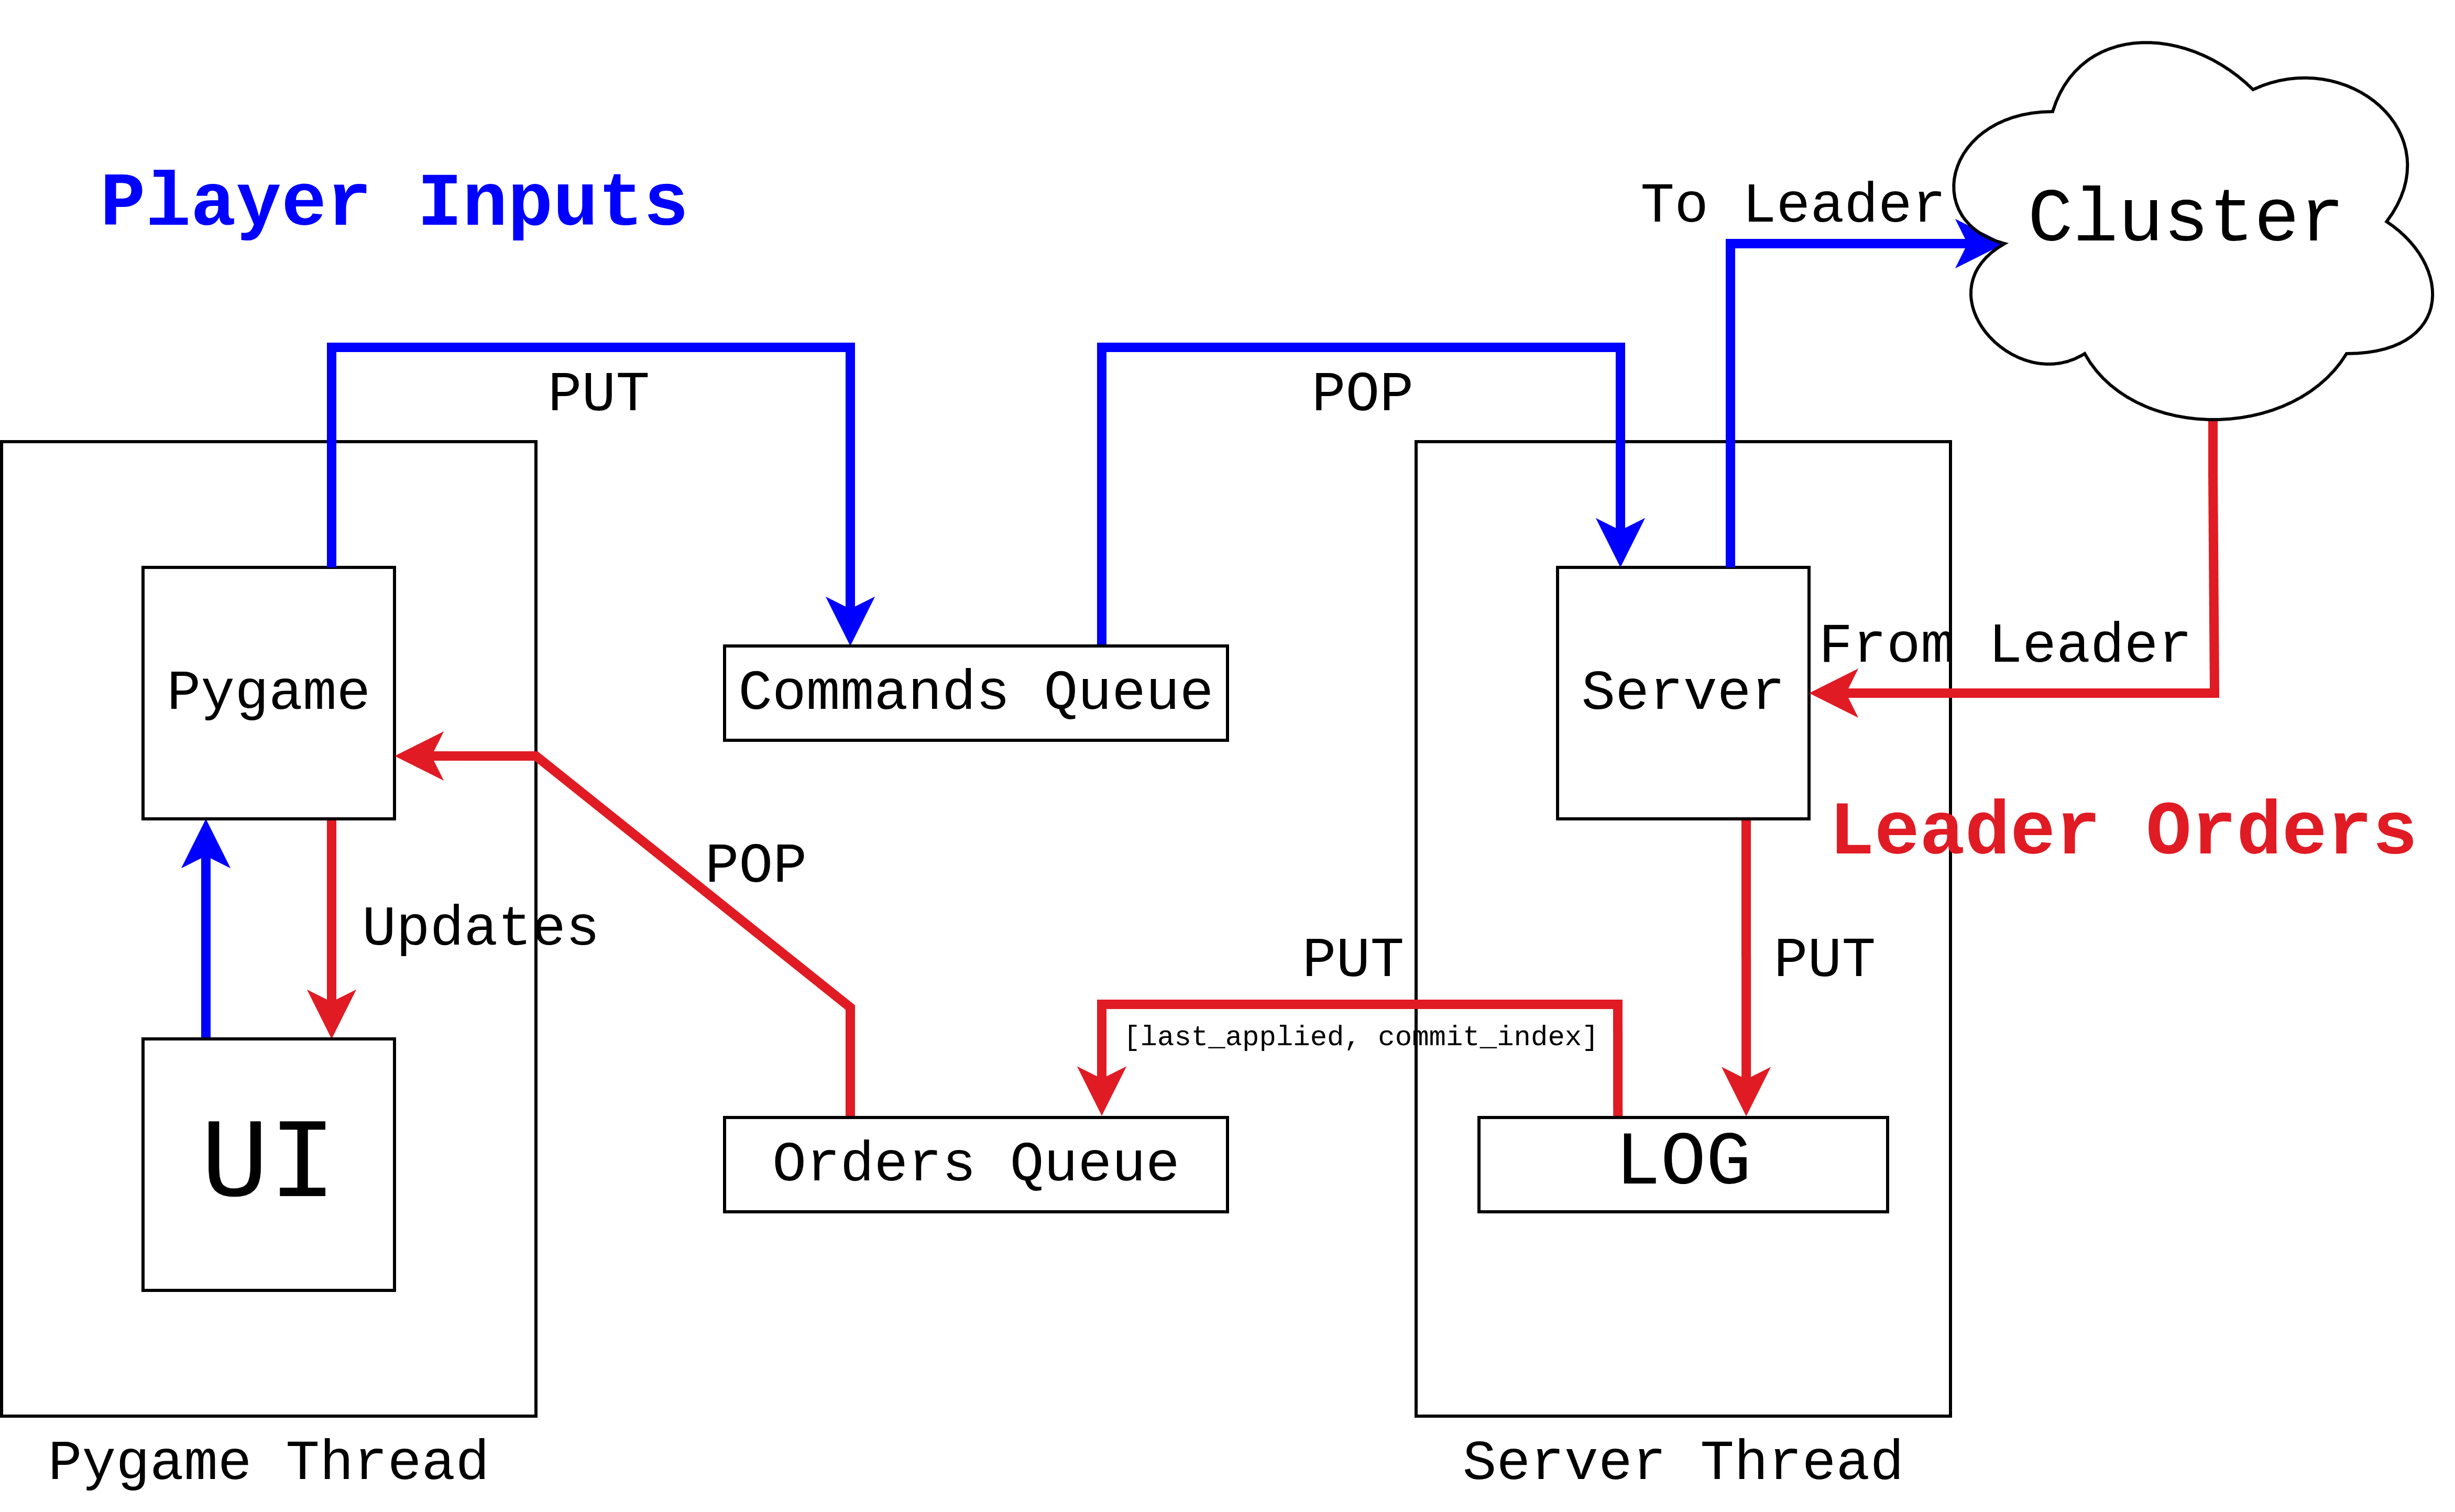 Player Inputs
To Leader
Cluster
PUT
POP
Pygame
Commands Queue
Server
From Leader
Leader Orders
POP
Updates
PUT
PUT
[last_applied, commit_index]
UI
Orders Queue
LOG
Pygame Thread
Server Thread